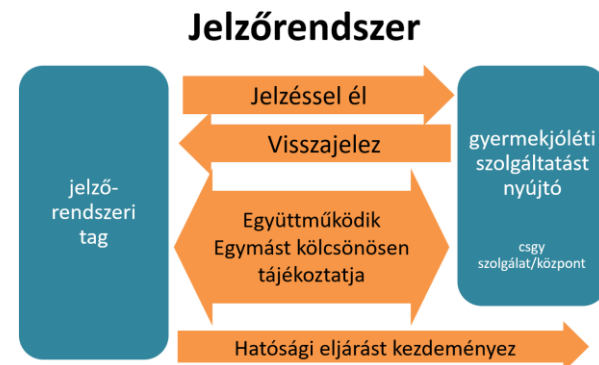 Jelzőrendszer
jelző-
rendszeri
tag
Jelzéssel él
Visszajelez
Együttműködik
Egymást kölcsönösen
tájékoztatja
Hatósági eljárást kezdeményez
gyermekjóléti
szolgáltatást
nyújtó
csgy
szolgálat/központ